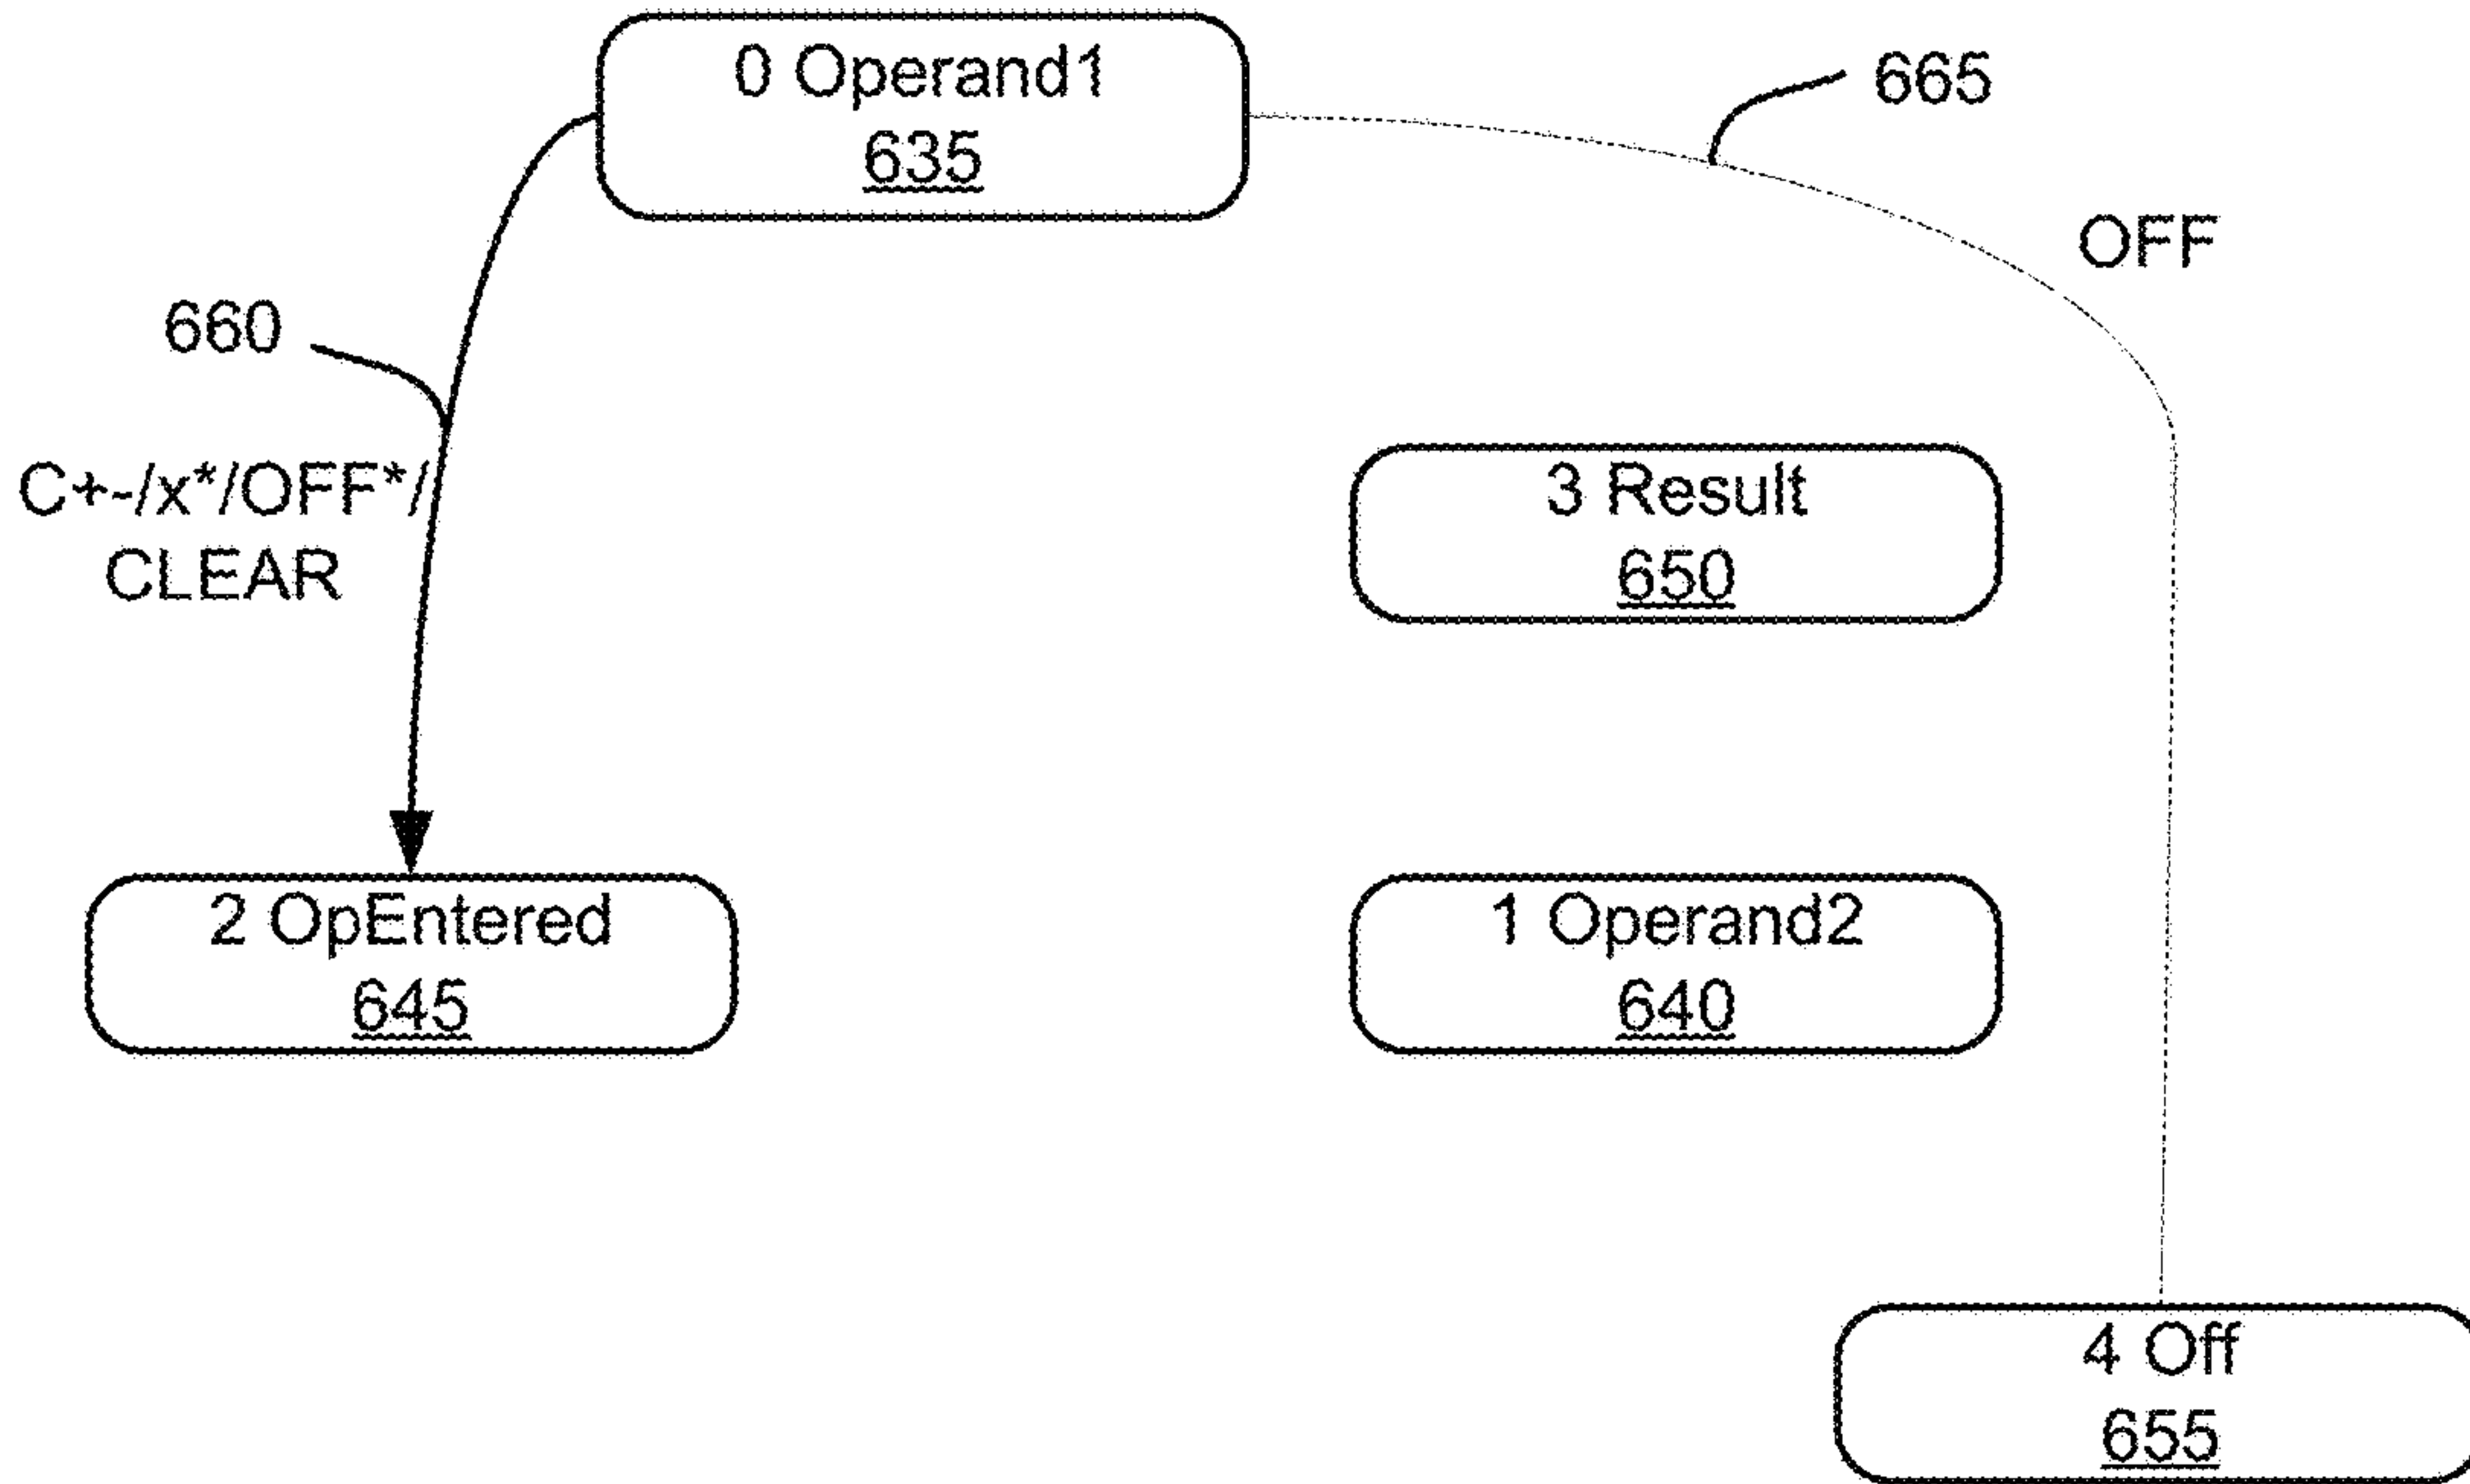 0 Operand1
635
665
OFF
660
C+-/x*/OFF*/
CLEAR
3 Result
650
2 OpEntered
645
1 Operand2
640
4 Off
655